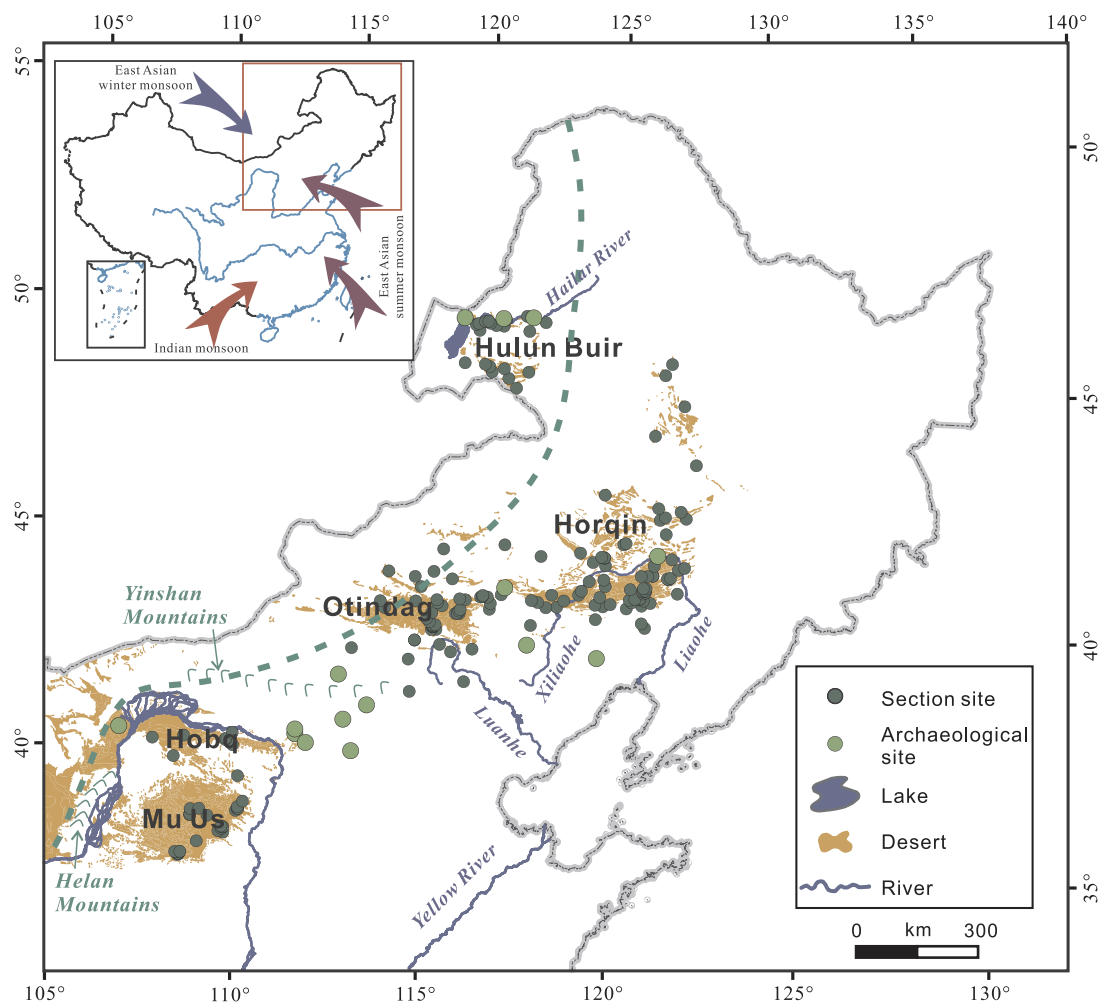 105°
110°
115°
120°
125°
130°
135°
140°
55°
50°
45°
40°
50°
45°
40°
35°
East Asian
winter monsoon
East Asian
summer monsoon
Indian monsoon
Hailar River
Hulun Buir
Horqin
Otindag
Yinshan
Mountains
Xiliaohe
Liaohe
Luanhe
Hobq
Mu Us
Helan
Mountains
Yellow River
Section site
Archaeological
site
Lake
Desert
River
0 km 300
105°
110°
115°
120°
125°
130°